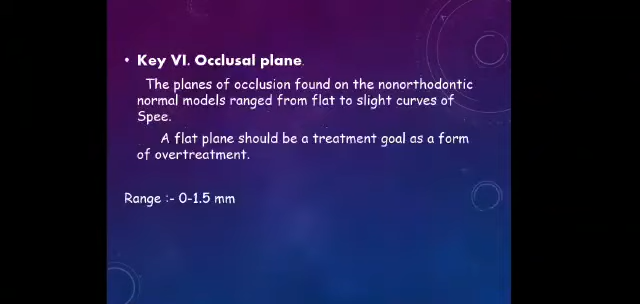 • Key VI. Occlusal plane.
The planes of occlusion found on the nonorthodontic
normal models ranged from flat to slight curves of
Spee.
A flat plane should be a treatment goal as a form
of overtreatment.
Range :- 0-1.5 mm